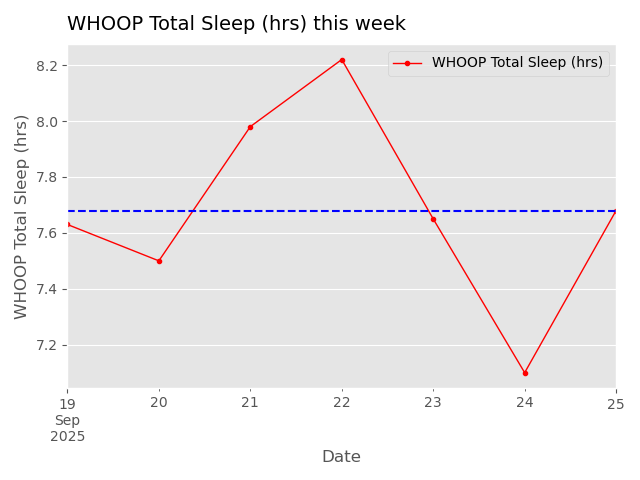 WHOOP Total Sleep (hrs) this week
WHOOP Total Sleep (hrs)
WHOOP Total Sleep (hrs)
8.2
8.0
7.8
7.6
7.4
7.2
19
Sep
2025
20
21
22
23
24
25
Date